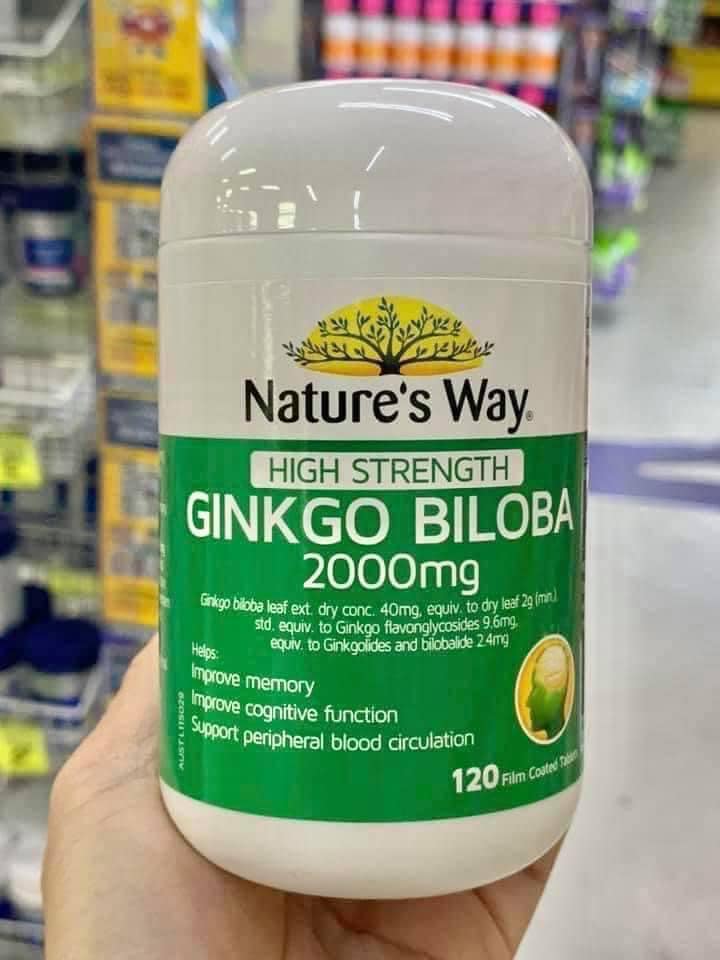 Nature's Way®
HIGH STRENGTH
GINKGO BILOBA
2000mg
Ginkgo biloba leaf ext. dry conc. 40mg, equiv. to dry leaf 2g (min.)
std. equiv. to Ginkgo flavonglycosides 9.6mg,
equiv. to Ginkgolides and bilobalide 2.4mg
Helps:
Improve memory
Improve cognitive function
Support peripheral blood circulation
120 Film Coated Tablets
AUST L 115029